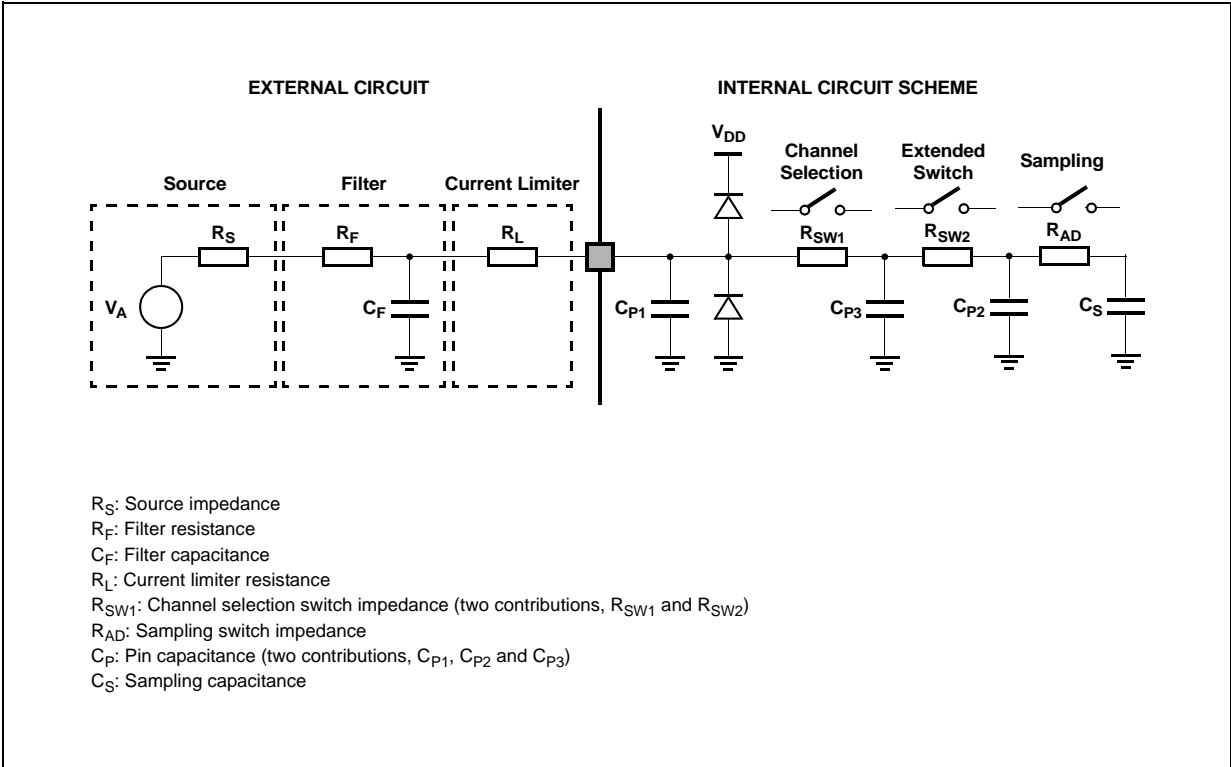 EXTERNAL CIRCUIT
INTERNAL CIRCUIT SCHEME
VDD
Channel
Selection
Extended
Switch
Sampling
Source
Filter
Current Limiter
RS
RF
RL
RSW1
RSW2
RAD
VA
CF
CP1
CP3
CP2
CS
RS: Source impedance
RF: Filter resistance
CF: Filter capacitance
RL: Current limiter resistance
RSW1: Channel selection switch impedance (two contributions, RSW1 and RSW2)
RAD: Sampling switch impedance
CP: Pin capacitance (two contributions, CP1, CP2 and CP3)
CS: Sampling capacitance